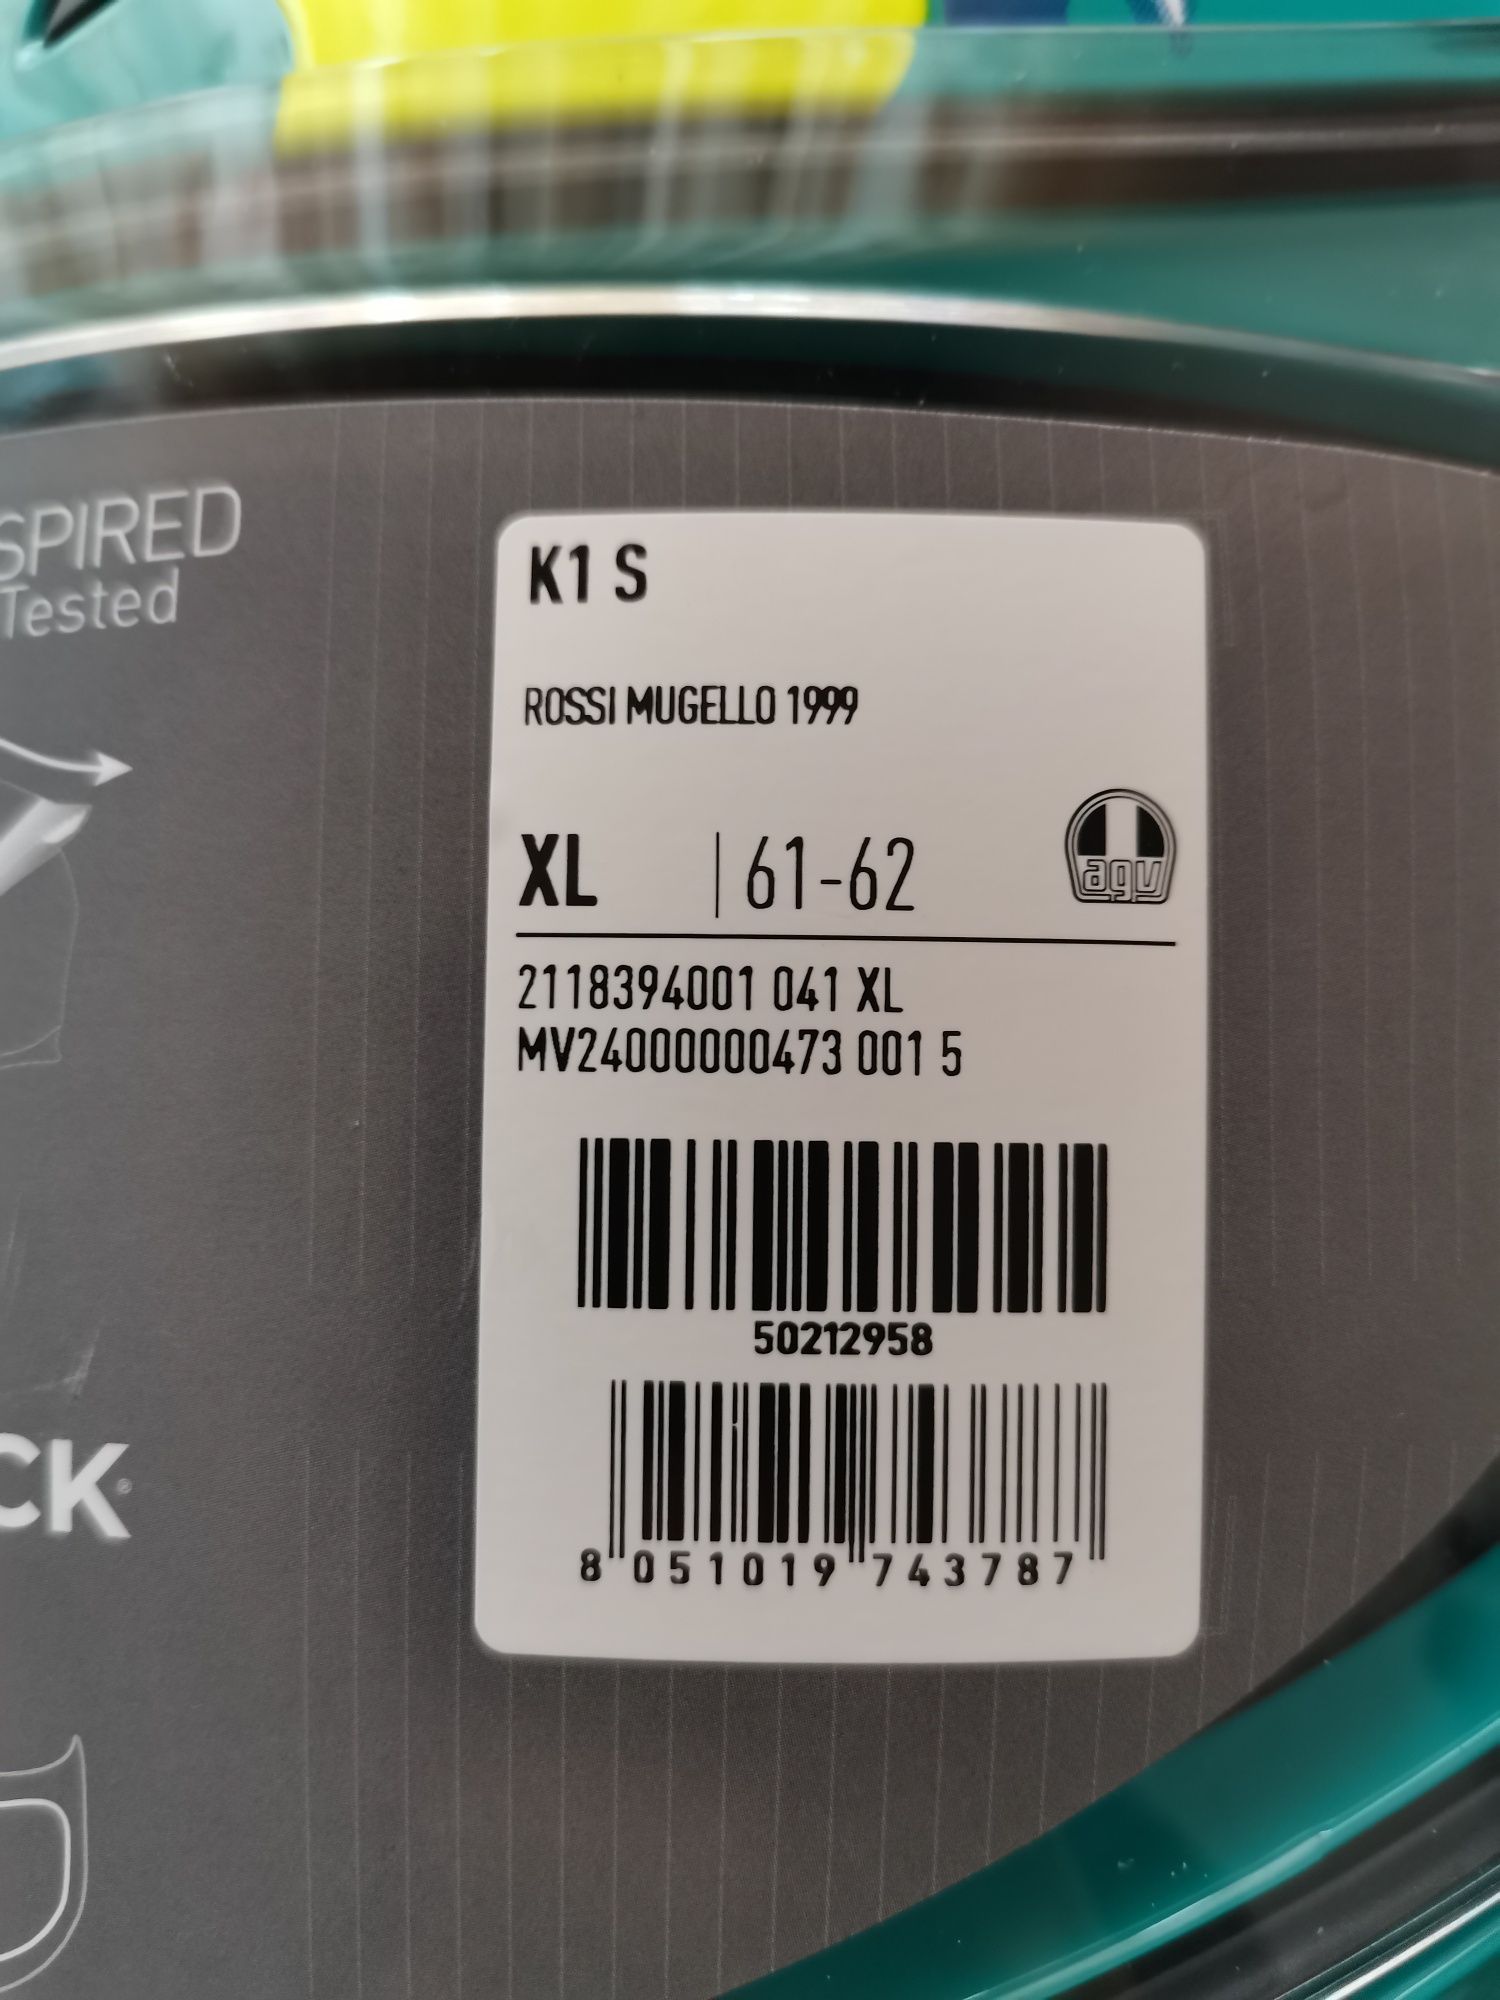 SPIRED
Tested
K1 S
ROSSI MUGELLO 1999
XL | 61-62
agv
2118394001 041 XL
MV24000000473 001 5
50212958
8 051019 743787
CK®